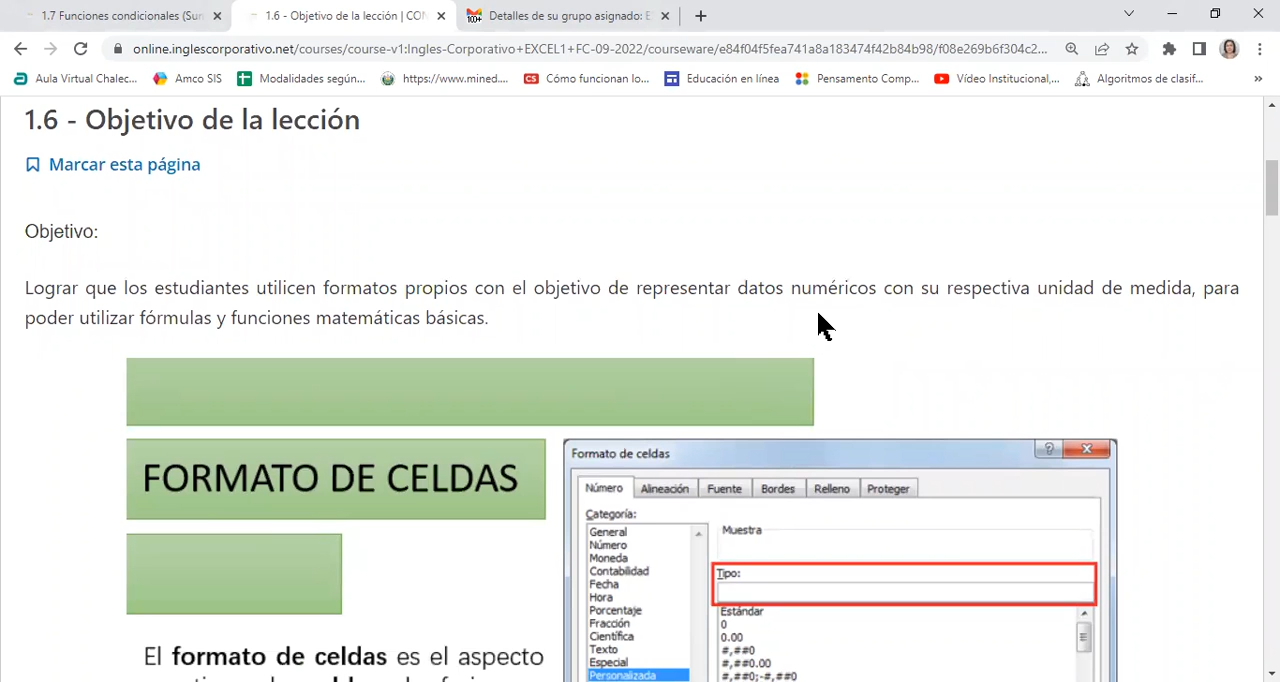 1.7 Funciones condicionales (Sum
1.6 - Objetivo de la lección | CON
100+
Detalles de su grupo asignado: E
online.inglescorporativo.net/courses/course-v1:Ingles-Corporativo+EXCEL1+FC-09-2022/courseware/e84f04f5fea741a8a183474f42b84b98/f08e269b6f304c2...
Aula Virtual Chalec...
Amco SIS
Modalidades según...
https://www.mined...
CS
Cómo funcionan lo...
Educación en línea
Pensamento Comp...
Vídeo Institucional,...
Algoritmos de clasif...
»
1.6 - Objetivo de la lección
Marcar esta página
Objetivo:
Lograr que los estudiantes utilicen formatos propios con el objetivo de representar datos numéricos con su respectiva unidad de medida, para
poder utilizar fórmulas y funciones matemáticas básicas.
FORMATO DE CELDAS
El formato de celdas es el aspecto
Formato de celdas
?
Número
Alineación
Fuente
Bordes
Relleno
Proteger
Categoría:
General
Número
Moneda
Contabilidad
Fecha
Hora
Porcentaje
Fracción
Científica
Texto
Especial
Personalizada
Muestra
Tipo:
Estándar
0
0.00
#,##0
#,##0.00
#,##0;-#,##0